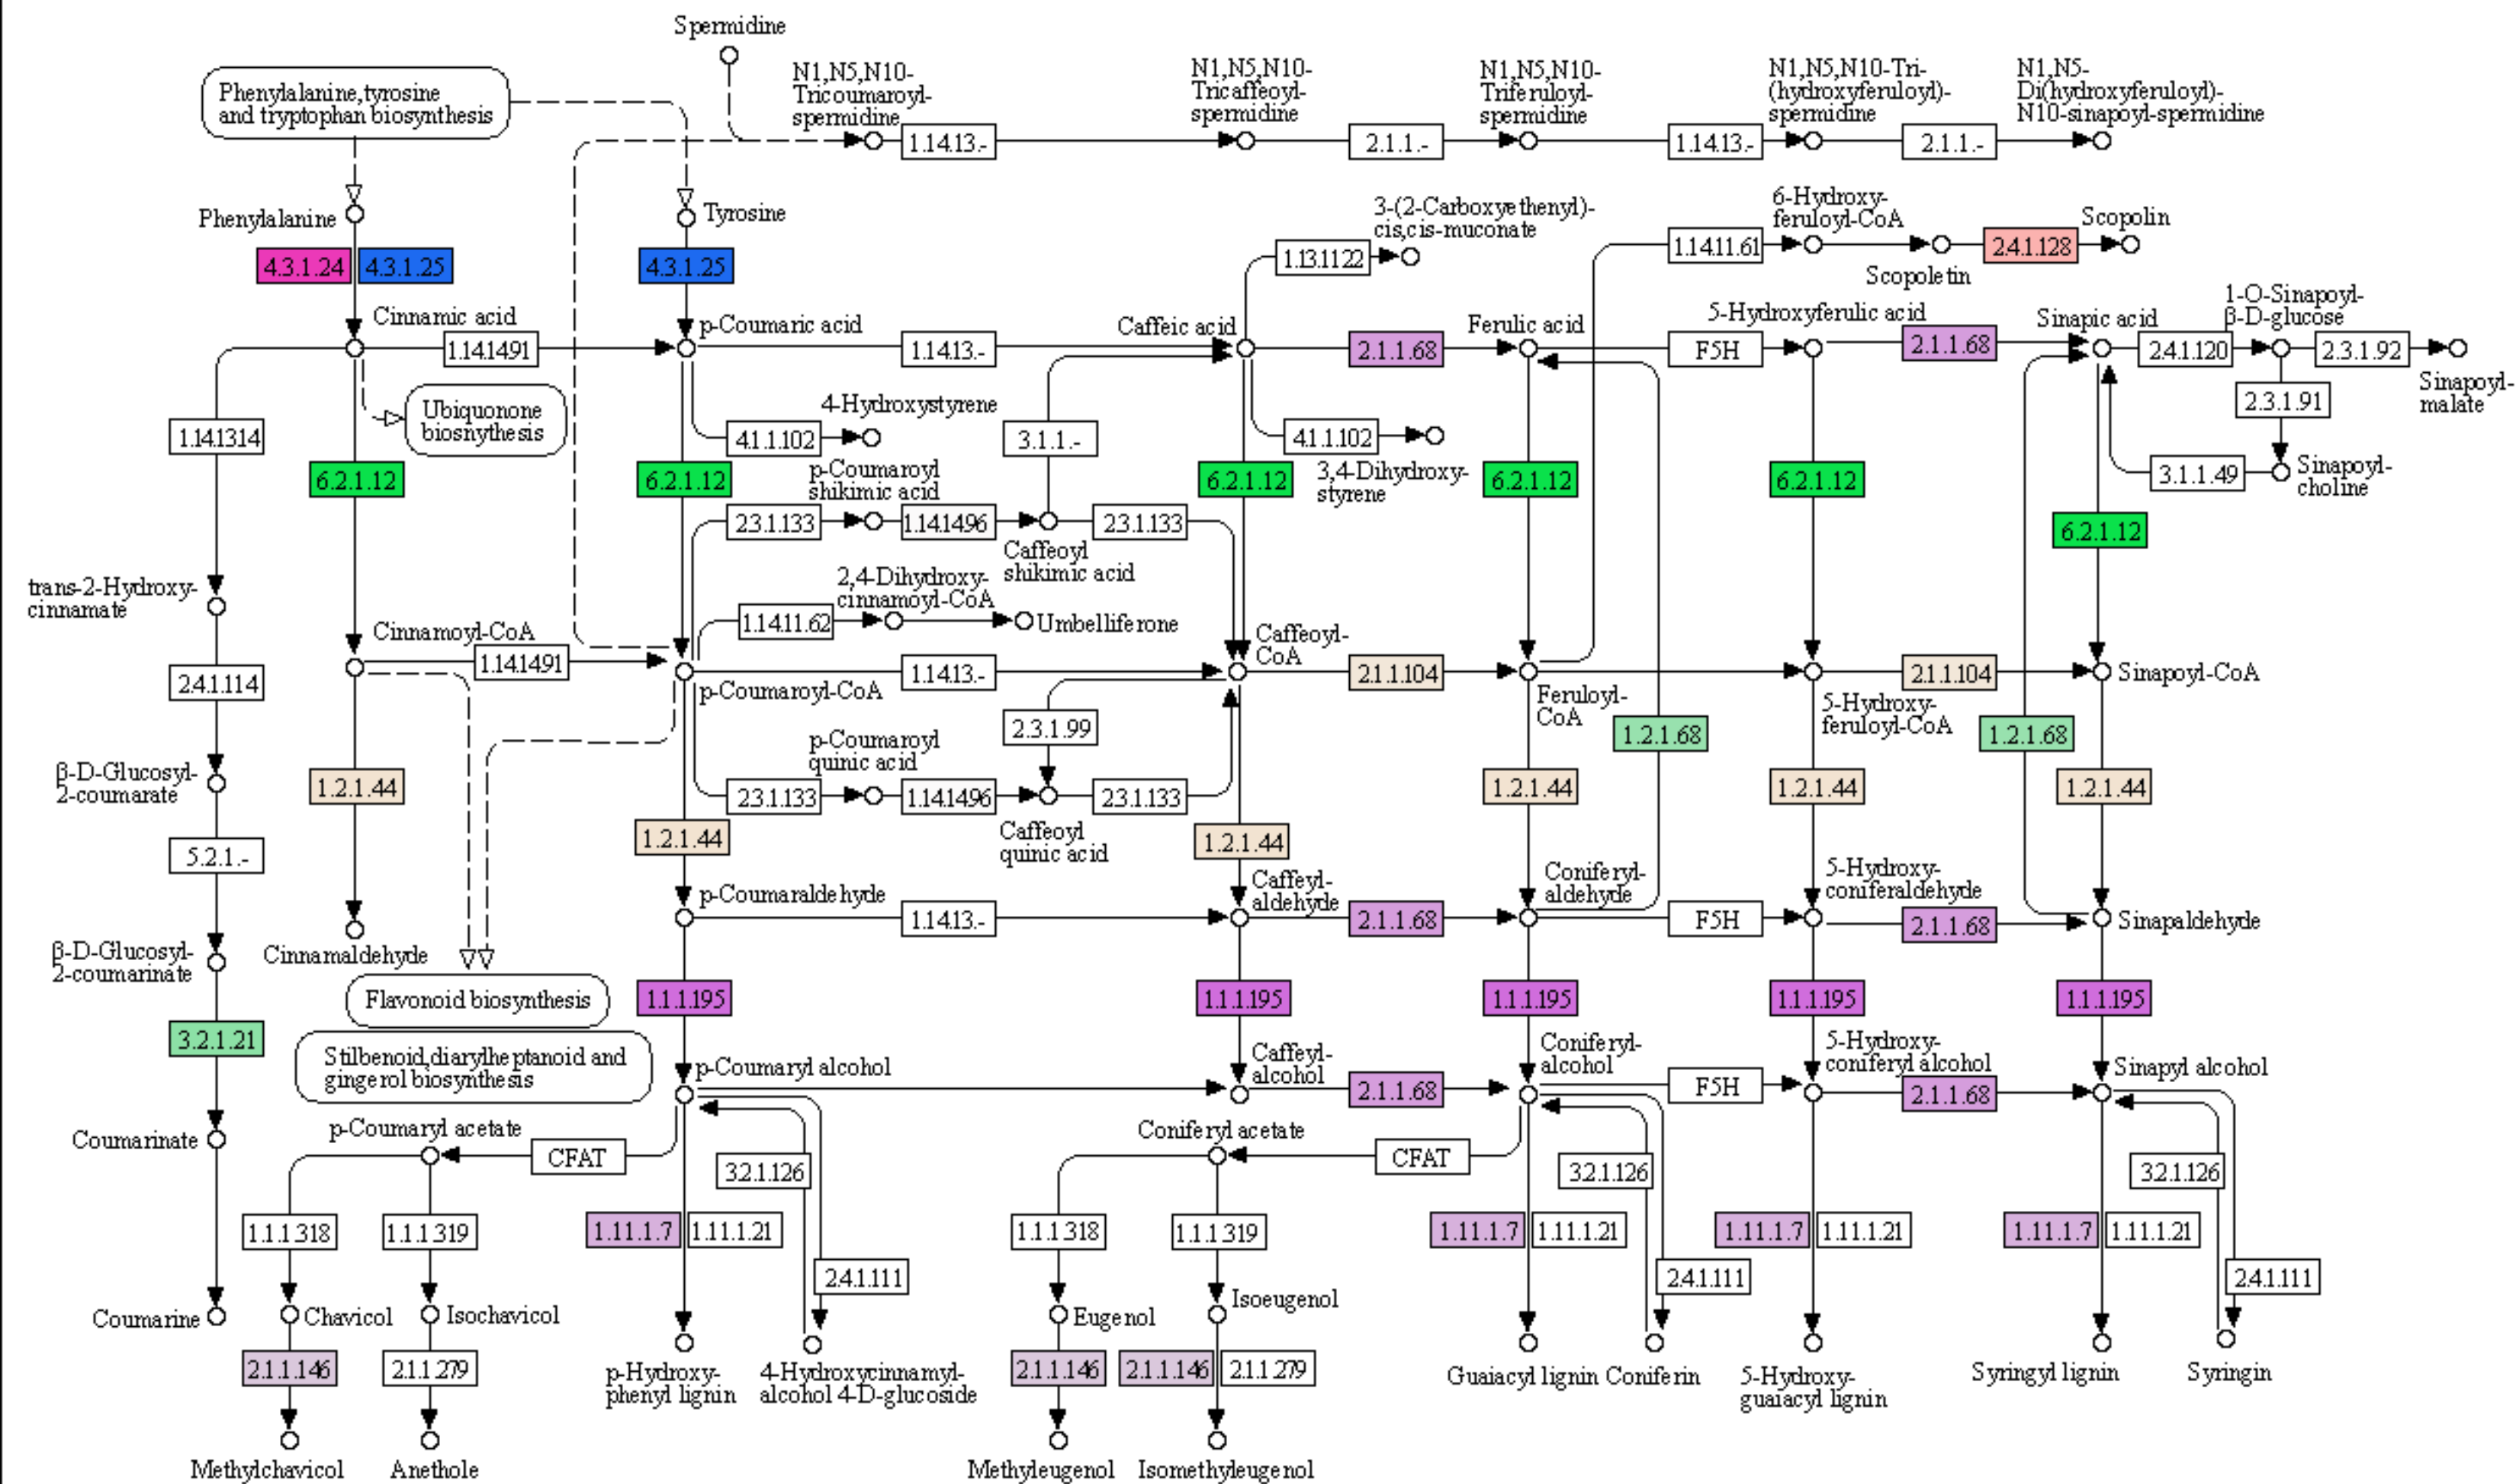 Spermidine
Phenylalanine,tyrosine
and tryptophan biosynthesis
N1,N5,N10-
Tricoumaroyl-
spermidine
N1,N5,N10-
Tricaffeoyl-
spermidine
N1,N5,N10-
Triferuloyl-
spermidine
N1,N5,N10-Tri-
(hydroxyferuloyl)-
spermidine
N1,N5-
Di(hydroxyferuloyl)-
N10-sinapoyl-spermidine
1.14.13.-
2.1.1.-
1.14.13.-
2.1.1.-
Phenylalanine
Tyrosine
3-(2-Carboxyethenyl)-
cis,cis-muconate
6-Hydroxy-
feruloyl-CoA
Scopolin
4.3.1.24
4.3.1.25
4.3.1.25
1.13.1122
1.14.11.61
2.4.1.128
Scopoletin
Cinnamic acid
p-Coumaric acid
Caffeic acid
Ferulic acid
5-Hydroxyferulic acid
Sinapic acid
1-O-Sinapoyl-
β-D-glucose
1.14.1491
1.14.13.-
2.1.1.68
F5H
2.1.1.68
2.4.1.120
2.3.1.92
Sinapoyl-
malate
Ubiquonone
biosnythesis
4-Hydroxystyrene
2.3.1.91
1.14.1314
4.1.1.102
3.1.1.-
4.1.1.102
6.2.1.12
6.2.1.12
p-Coumaroyl
shikimic acid
6.2.1.12
3,4-Dihydroxy-
styrene
6.2.1.12
6.2.1.12
3.1.1.49
Sinapoyl-
choline
2.3.1.133
1.14.1496
2.3.1.133
6.2.1.12
Caffeoyl
shikimic acid
trans-2-Hydroxy-
cinnamate
2,4-Dihydroxy-
cinnamoyl-CoA
1.14.11.62
Umbelliferone
Cinnamoyl-CoA
Caffeoyl-
CoA
1.14.1491
1.14.13.-
2.1.1.104
2.1.1.104
Sinapoyl-CoA
2.4.1.114
p-Coumaroyl-CoA
Feruloyl-
CoA
5-Hydroxy-
feruloyl-CoA
2.3.1.99
1.2.1.68
1.2.1.68
β-D-Glucosyl-
2-coumarate
p-Coumaroyl
quinic acid
1.2.1.44
2.3.1.133
1.14.1496
2.3.1.133
1.2.1.44
1.2.1.44
1.2.1.44
1.2.1.44
1.2.1.44
Caffeoyl
quinic acid
5.2.1.-
p-Coumaraldehyde
Caffeyl-
aldehyde
Coniferyl-
aldehyde
5-Hydroxy-
coniferaldehyde
1.14.13.-
2.1.1.68
F5H
2.1.1.68
Sinapaldehyde
β-D-Glucosyl-
2-coumarinate
Cinnamaldehyde
Flavonoid biosynthesis
1.1.1.195
1.1.1.195
1.1.1.195
1.1.1.195
1.1.1.195
3.2.1.21
Stilbenoid,diarylheptanoid and
gingerol biosynthesis
p-Coumaryl alcohol
Caffeyl-
alcohol
Coniferyl-
alcohol
5-Hydroxy-
coniferyl alcohol
Sinapyl alcohol
2.1.1.68
F5H
2.1.1.68
Coumarinate
p-Coumaryl acetate
CFAT
Coniferyl acetate
CFAT
3.2.1.126
3.2.1.126
3.2.1.126
1.1.1.318
1.1.1.319
1.11.1.7
1.11.1.21
1.1.1.318
1.1.1.319
1.11.1.7
1.11.1.21
1.11.1.7
1.11.1.21
1.11.1.7
1.11.1.21
2.4.1.111
2.4.1.111
2.4.1.111
Coumarine
Chavicol
Isochavicol
Eugenol
Isoeugenol
2.1.1.146
2.1.1.279
2.1.1.146
2.1.1.146
2.1.1.279
p-Hydroxy-
phenyl lignin
4-Hydroxycinnamyl-
alcohol 4-D-glucoside
Guaiacyl lignin
Coniferin
5-Hydroxy-
guaiacyl lignin
Syringyl lignin
Syringin
Methylchavicol
Anethole
Methyleugenol
Isomethyleugenol